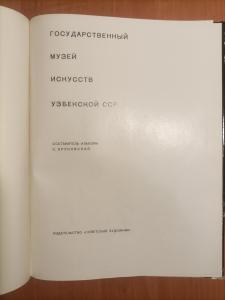 ГОСУДАРСТВЕННЫЙ
МУЗЕЙ
ИСКУССТВ
УЗБЕКСКОЙ ССР
СОСТАВИТЕЛЬ АЛЬБОМА
ИЗДАТЕЛЬСТВО «СОВЕТСКИЙ ХУДОЖНИК»